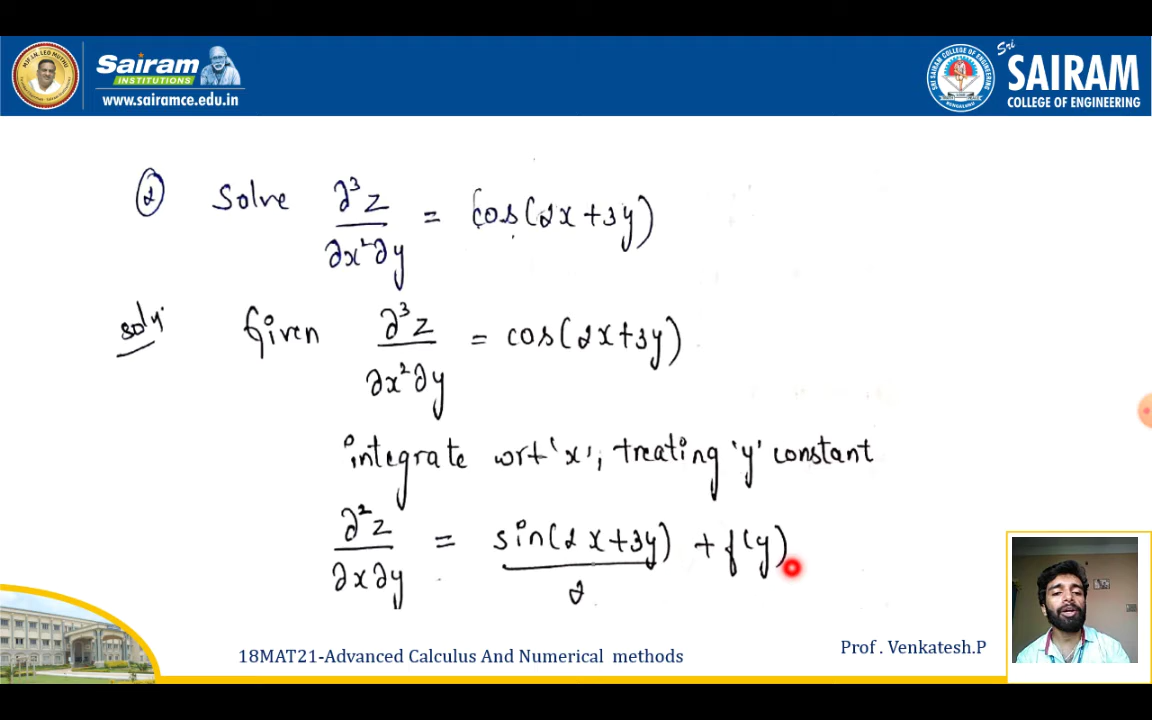 Sairam
INSTITUTIONS
www.sairamce.edu.in
Sri
SAIRAM
COLLEGE OF ENGINEERING
② Solve ∂³z/∂x²∂y = cos(2x+3y)
soln: Given ∂³z/∂x²∂y = cos(2x+3y)
integrate wrt 'x', treating 'y' constant
∂²z/∂x∂y = sin(2x+3y)/2 + f(y)
18MAT21-Advanced Calculus And Numerical methods
Prof . Venkatesh.P